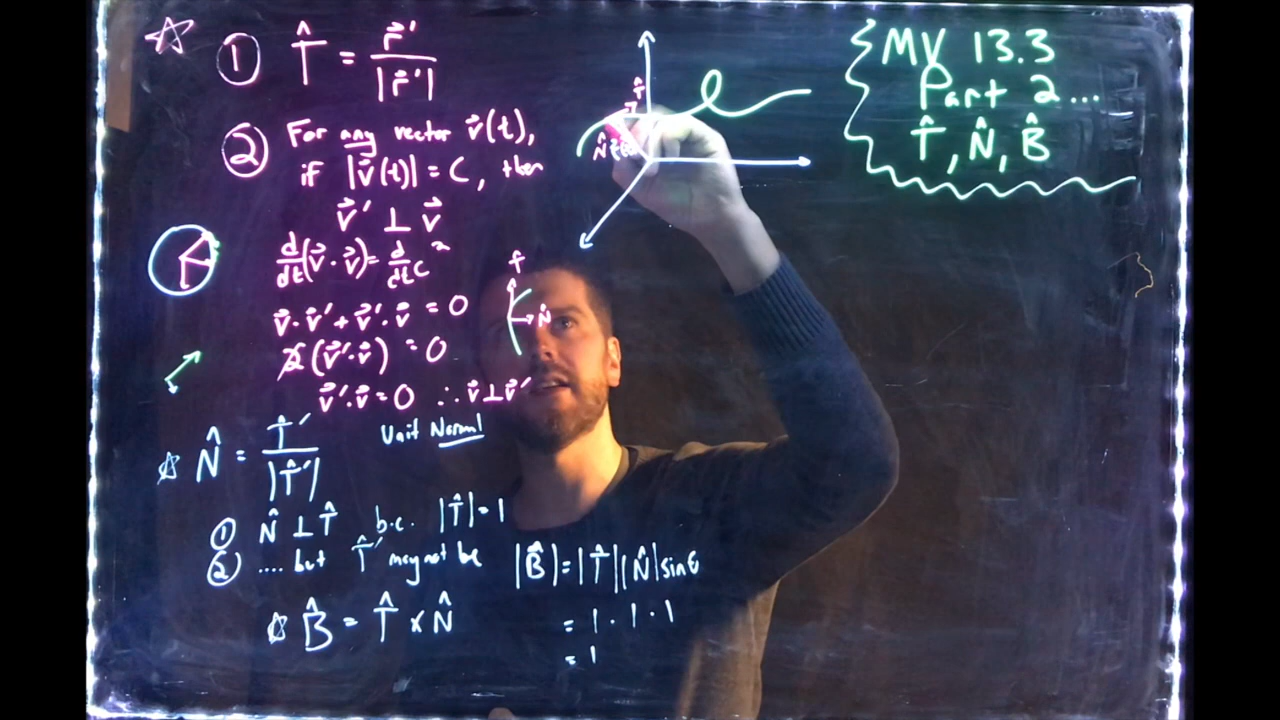 ① T̂ = r⃗' / |r⃗'|
② For any vector v⃗(t),
if |v⃗(t)| = C, then
v⃗' ⊥ v⃗
d/dt(v⃗ · v⃗) = d/dt C²
v⃗ · v⃗' + v⃗' · v⃗ = 0
2(v⃗' · v⃗) = 0
v⃗' · v⃗ = 0 ∴ v⃗ ⊥ v⃗'
N̂ = T̂' / |T̂'| Unit Normal
① N̂ ⊥ T̂ b.c. |T̂| = 1
② .... but T̂' may not be
B̂ = T̂ x N̂
|B̂| = |T̂||N̂| sin θ
= 1 · 1 · 1
= 1
T̂
N̂
T̂
N̂
MV 13.3
Part 2...
T̂, N̂, B̂